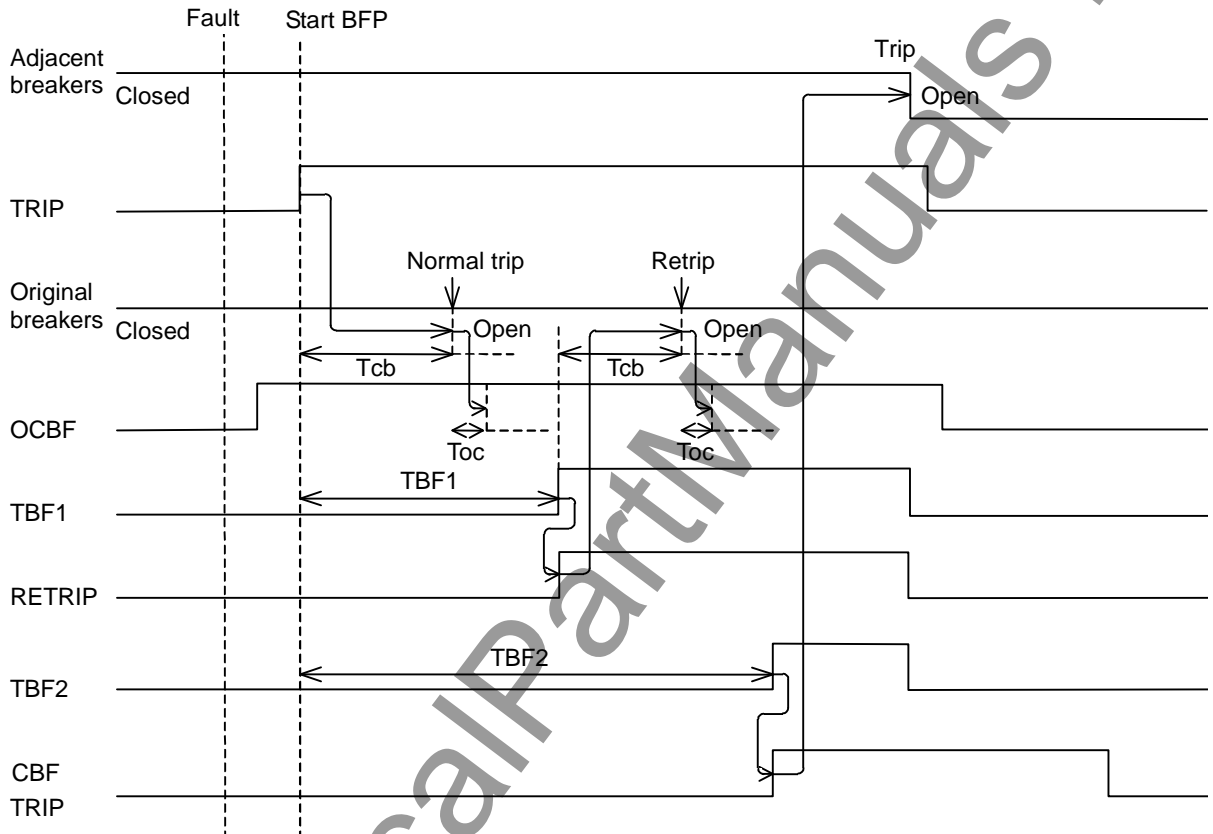 Fault
Start BFP
Adjacent
breakers
Closed
Trip
Open
TRIP
Normal trip
Retrip
Original
breakers
Closed
Open
Open
Tcb
Tcb
OCBF
Toc
Toc
TBF1
TBF1
RETRIP
TBF2
TBF2
CBF
TRIP